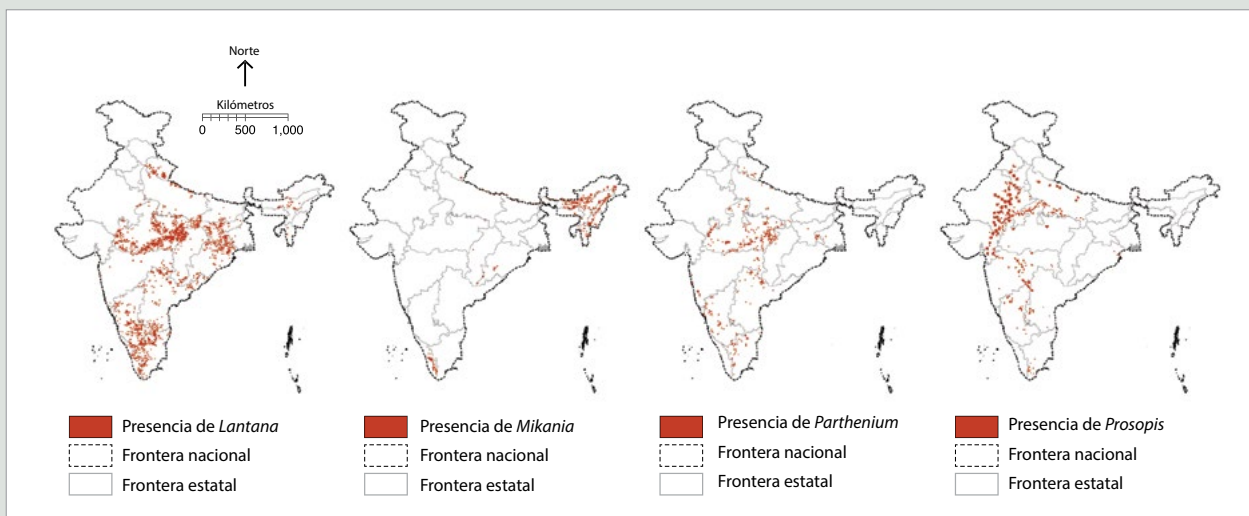 Norte
Kilómetros
0 500 1,000
Presencia de Lantana
Frontera nacional
Frontera estatal
Presencia de Mikania
Frontera nacional
Frontera estatal
Presencia de Parthenium
Frontera nacional
Frontera estatal
Presencia de Prosopis
Frontera nacional
Frontera estatal